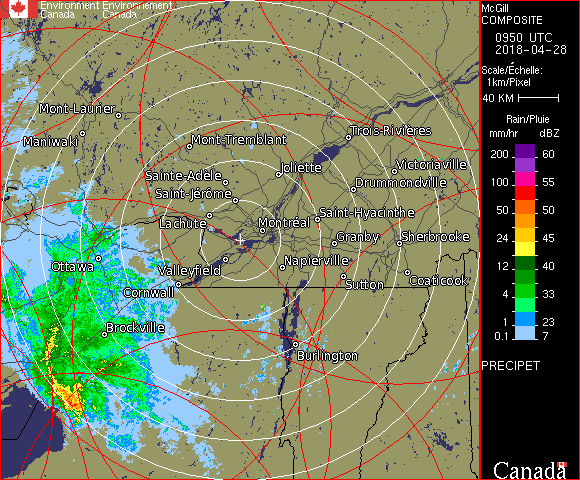 Environment Environnement
Canada Canada
McGill
COMPOSITE
0950 UTC
2018-04-28
Scale/Échelle:
1km/Pixel
40 KM
Rain/Pluie
mm/hr dBZ
200 60
100 55
50 50
24 45
12 40
4 33
1 23
0.1 7
PRECIPET
Canada
Mont-Laurier
Maniwaki
Mont-Tremblant
Trois-Rivières
Victoriaville
Joliette
Sainte-Adèle
Drummondville
Saint-Jérôme
Saint-Hyacinthe
Lachute
Montréal
Granby
Sherbrooke
Ottawa
Valleyfield
Napierville
Cornwall
Sutton
Coaticook
Brockville
Burlington